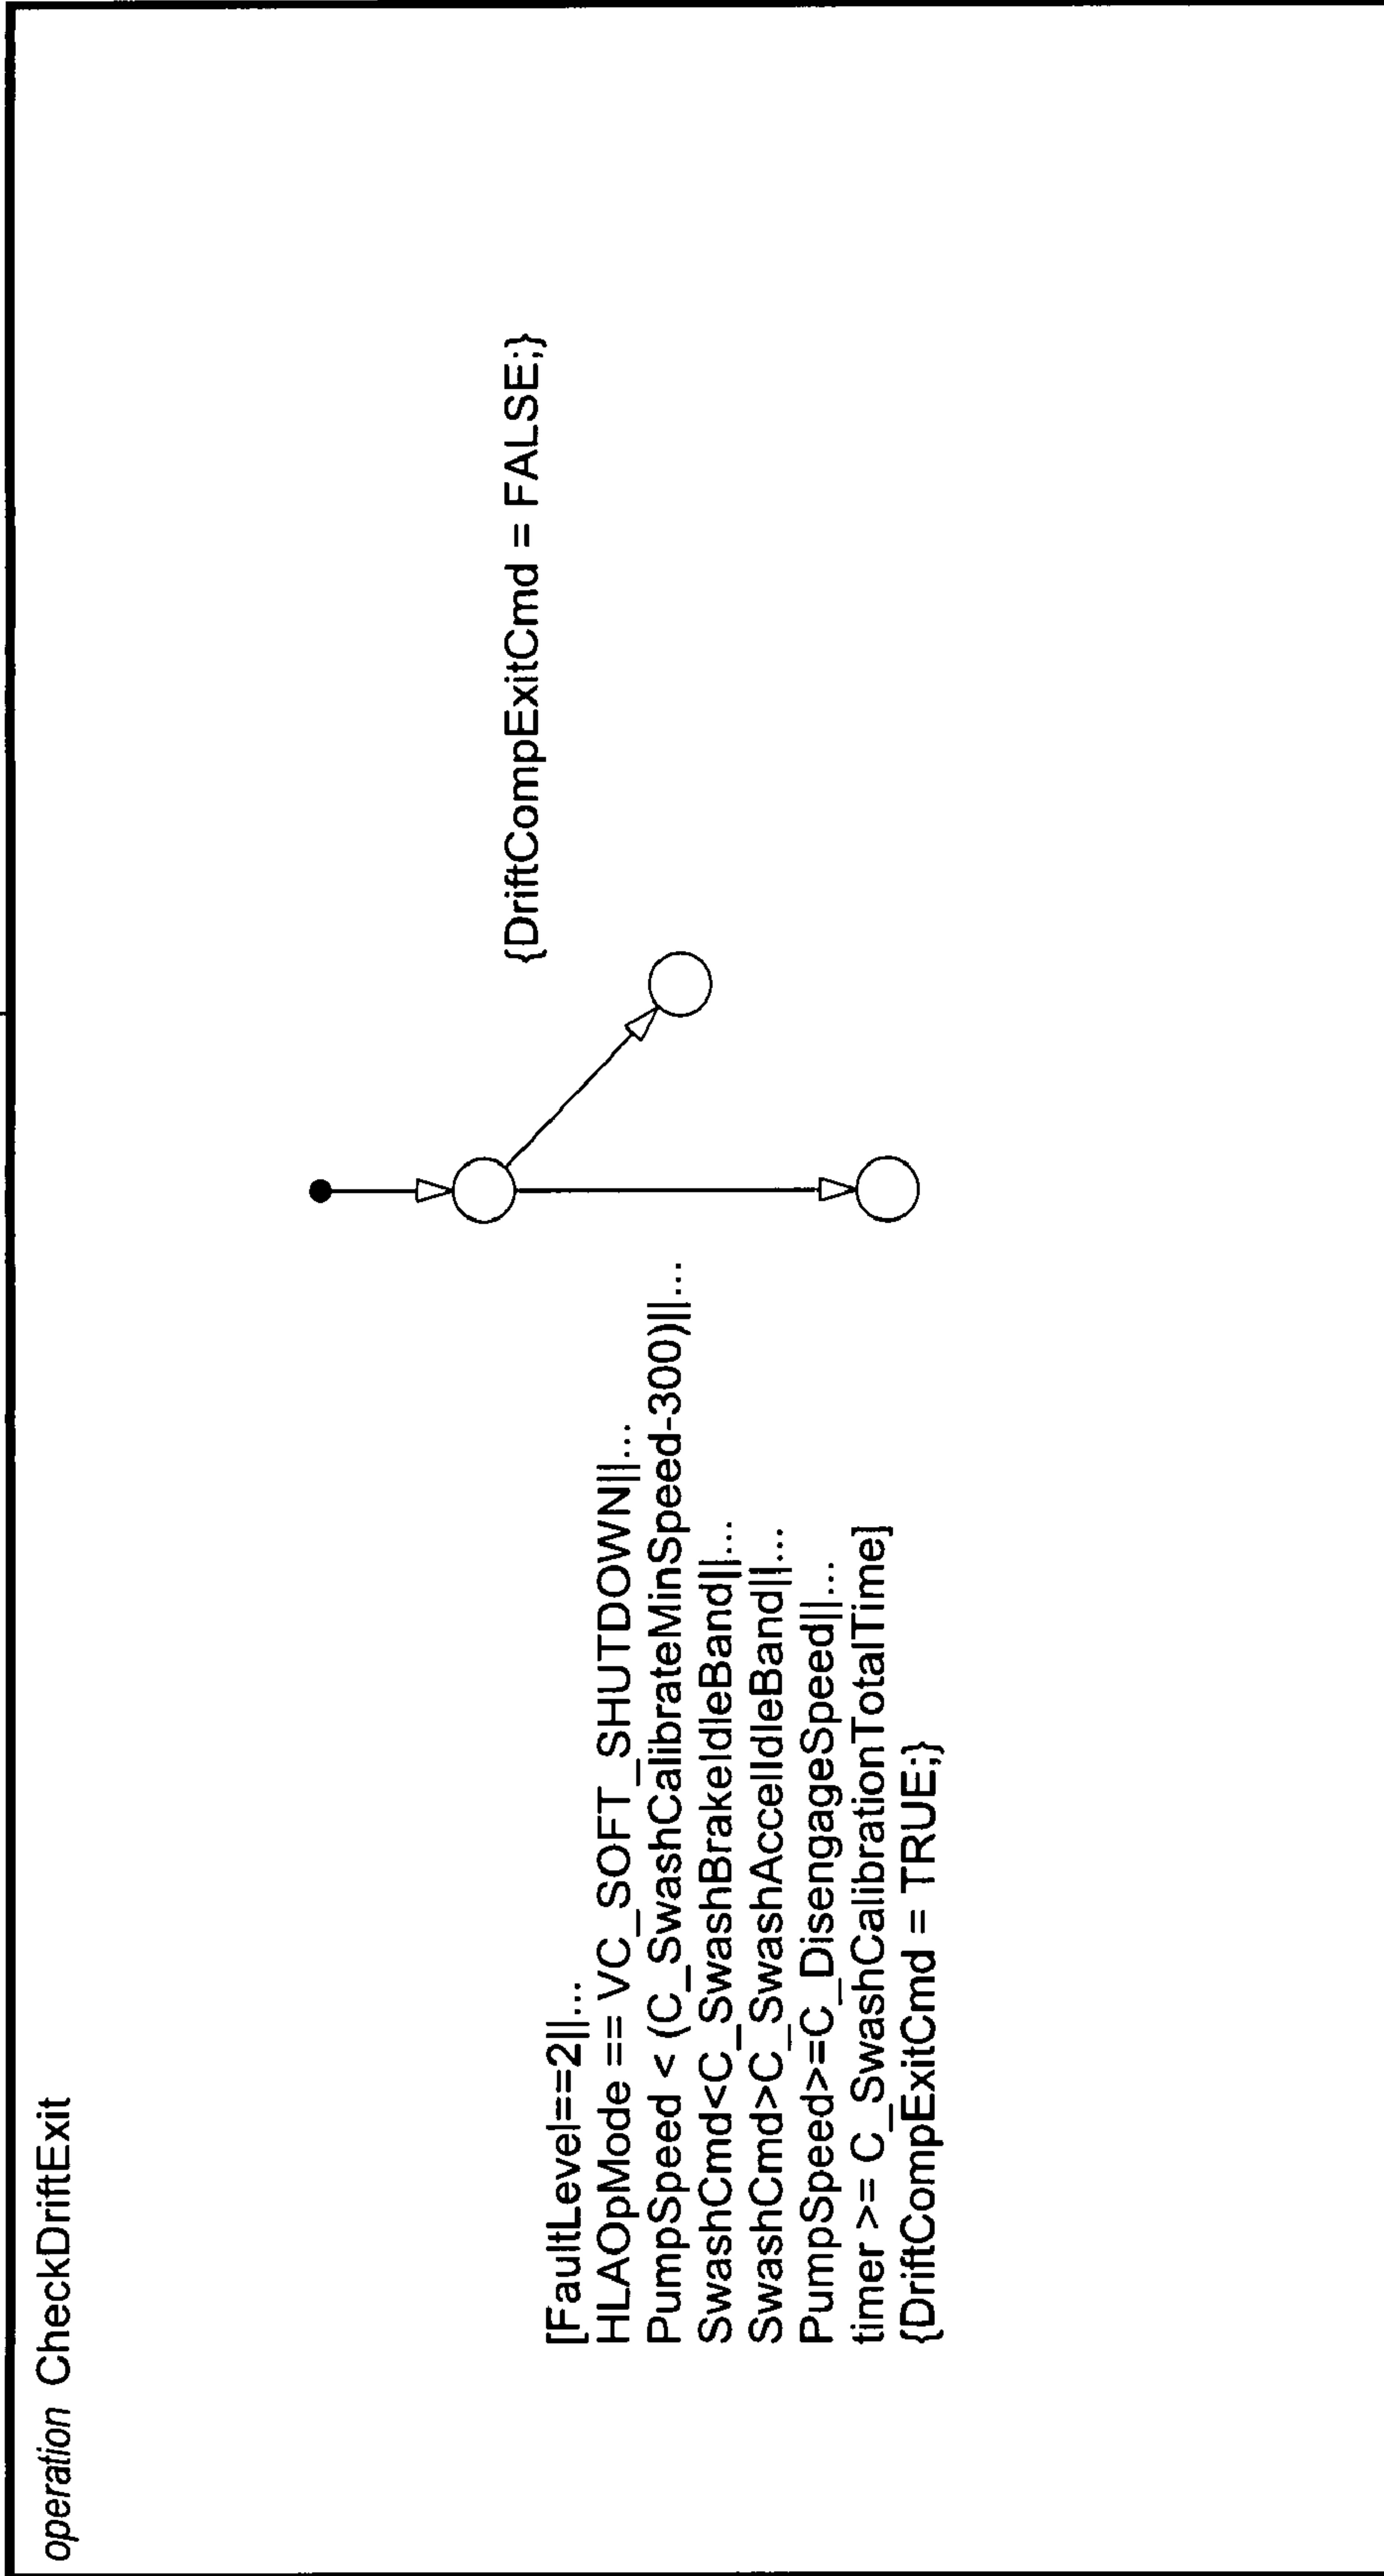 operation CheckDriftExit
{DriftCompExitCmd = FALSE;}
[FaultLevel==2||...
HLAOpMode == VC_SOFT_SHUTDOWN||...
PumpSpeed < (C_SwashCalibrateMinSpeed-300)||...
SwashCmd<C_SwashBrakeIdleBand||...
SwashCmd>C_SwashAccelIdleBand||...
PumpSpeed>=C_DisengageSpeed||...
timer >= C_SwashCalibrationTotalTime]
{DriftCompExitCmd = TRUE;}